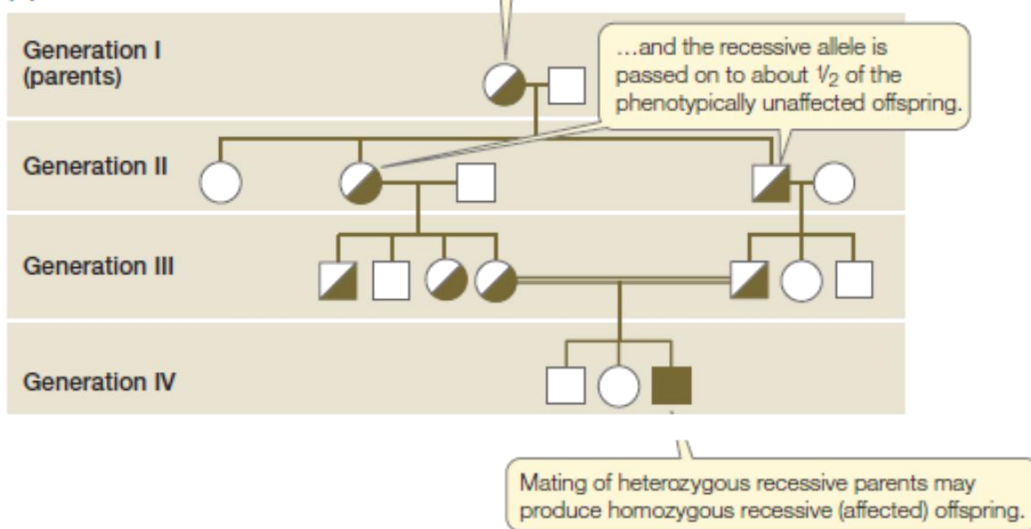 Generation I
(parents)
...and the recessive allele is
passed on to about 1/2 of the
phenotypically unaffected offspring.
Generation II
Generation III
Generation IV
Mating of heterozygous recessive parents may
produce homozygous recessive (affected) offspring.